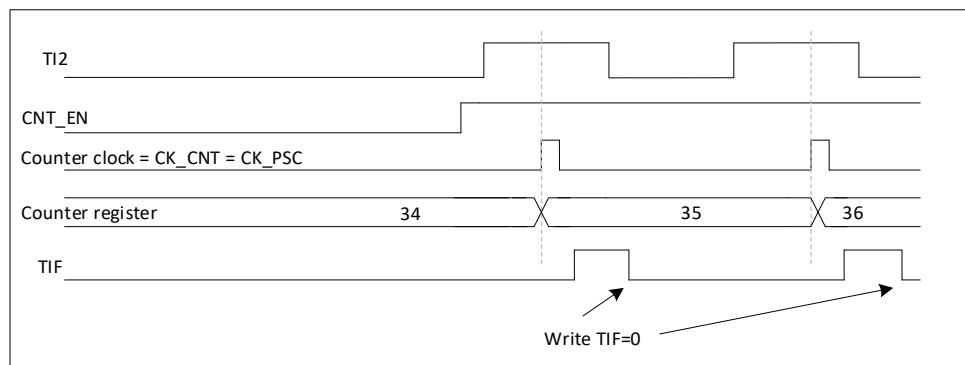 TI2
CNT_EN
Counter clock = CK_CNT = CK_PSC
Counter register 34 35 36
TIF
Write TIF=0